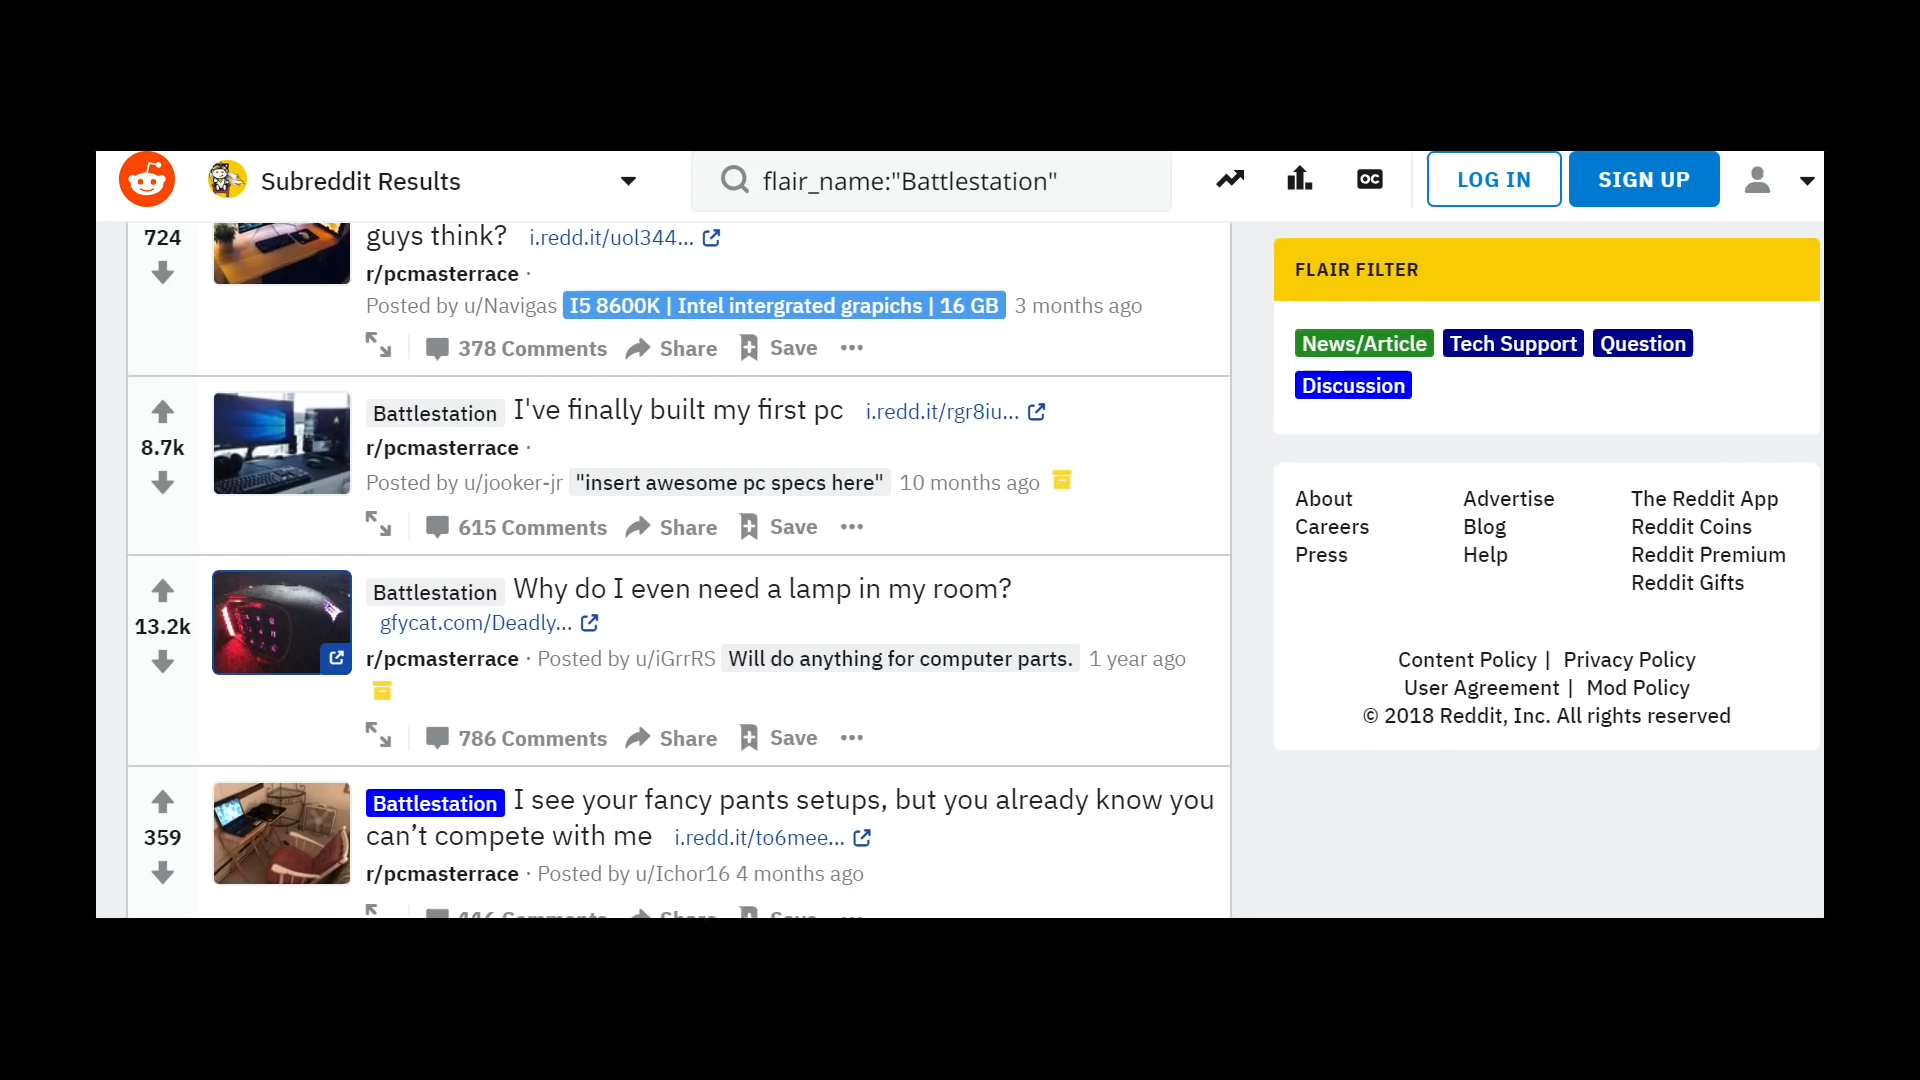 Subreddit Results
flair_name:"Battlestation"
OC
LOG IN
SIGN UP
724
guys think? i.redd.it/uol344...
r/pcmasterrace ·
Posted by u/Navigas I5 8600K | Intel intergrated grapichs | 16 GB 3 months ago
378 Comments Share Save
Battlestation I've finally built my first pc i.redd.it/rgr8iu...
8.7k
r/pcmasterrace ·
Posted by u/jooker-jr "insert awesome pc specs here" 10 months ago
615 Comments Share Save
Battlestation Why do I even need a lamp in my room?
13.2k
gfycat.com/Deadly...
r/pcmasterrace · Posted by u/iGrrRS Will do anything for computer parts. 1 year ago
786 Comments Share Save
Battlestation I see your fancy pants setups, but you already know you
359
can’t compete with me i.redd.it/to6mee...
r/pcmasterrace · Posted by u/Ichor16 4 months ago
Comments Share Save
FLAIR FILTER
News/Article Tech Support Question
Discussion
About Advertise The Reddit App
Careers Blog Reddit Coins
Press Help Reddit Premium
Reddit Gifts
Content Policy | Privacy Policy
User Agreement | Mod Policy
© 2018 Reddit, Inc. All rights reserved